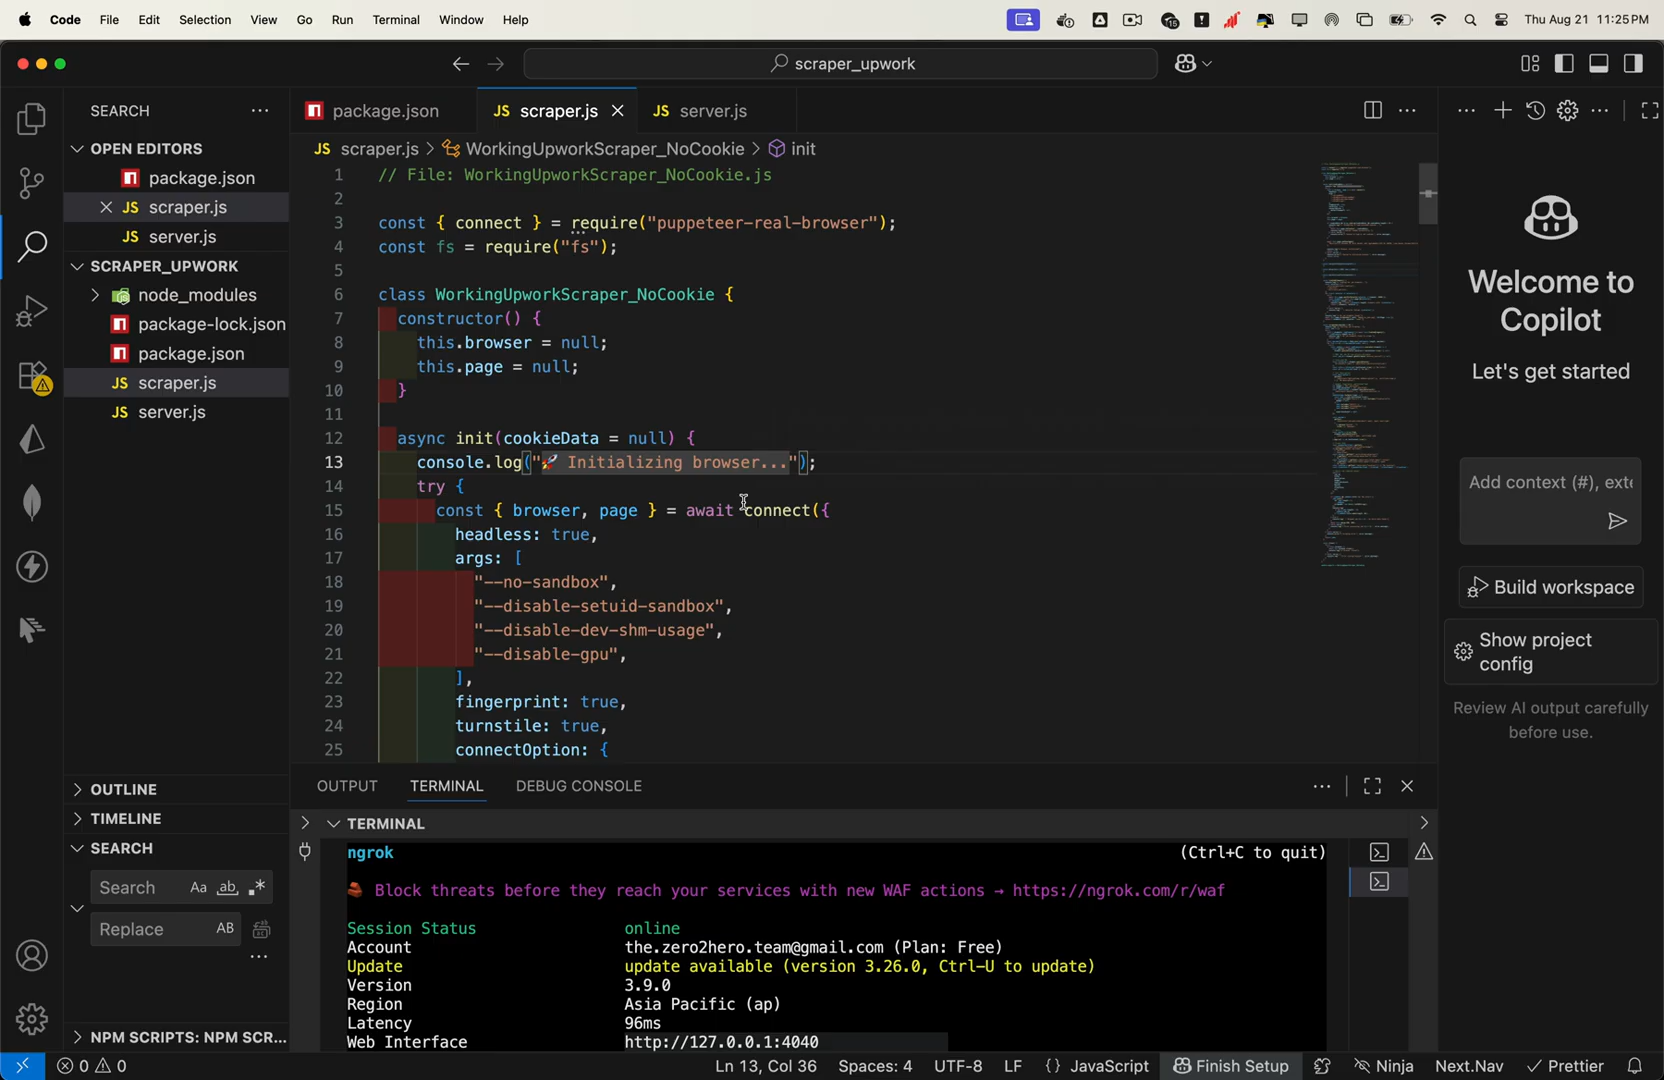 Code File Edit Selection View Go Run Terminal Window Help
Thu Aug 21 11:25 PM
scraper_upwork
SEARCH
OPEN EDITORS
package.json
scraper.js
server.js
SCRAPER_UPWORK
node_modules
package-lock.json
package.json
JS scraper.js
JS server.js
OUTLINE
TIMELINE
SEARCH
Search Aa ab
Replace AB
NPM SCRIPTS: NPM SCR...
package.json JS scraper.js JS server.js
JS scraper.js > WorkingUpworkScraper_NoCookie > init
1 // File: WorkingUpworkScraper_NoCookie.js
2
3 const { connect } = require("puppeteer-real-browser");
4 const fs = require("fs");
5
6 class WorkingUpworkScraper_NoCookie {
7 constructor() {
8 this.browser = null;
9 this.page = null;
10 }
11
12 async init(cookieData = null) {
13 console.log("🚀 Initializing browser...");
14 try {
15 const { browser, page } = await connect({
16 headless: true,
17 args: [
18 "--no-sandbox",
19 "--disable-setuid-sandbox",
20 "--disable-dev-shm-usage",
21 "--disable-gpu",
22 ],
23 fingerprint: true,
24 turnstile: true,
25 connectOption: {
OUTPUT TERMINAL DEBUG CONSOLE
TERMINAL
ngrok (Ctrl+C to quit)
Block threats before they reach your services with new WAF actions → https://ngrok.com/r/waf
Session Status online
Account the.zero2hero.team@gmail.com (Plan: Free)
Update update available (version 3.26.0, Ctrl-U to update)
Version 3.9.0
Region Asia Pacific (ap)
Latency 96ms
Web Interface http://127.0.0.1:4040
Welcome to
Copilot
Let's get started
Add context (#), exte
Build workspace
Show project
config
Review AI output carefully
before use.
0 0 Ln 13, Col 36 Spaces: 4 UTF-8 LF {} JavaScript Finish Setup Ninja Next.Nav Prettier